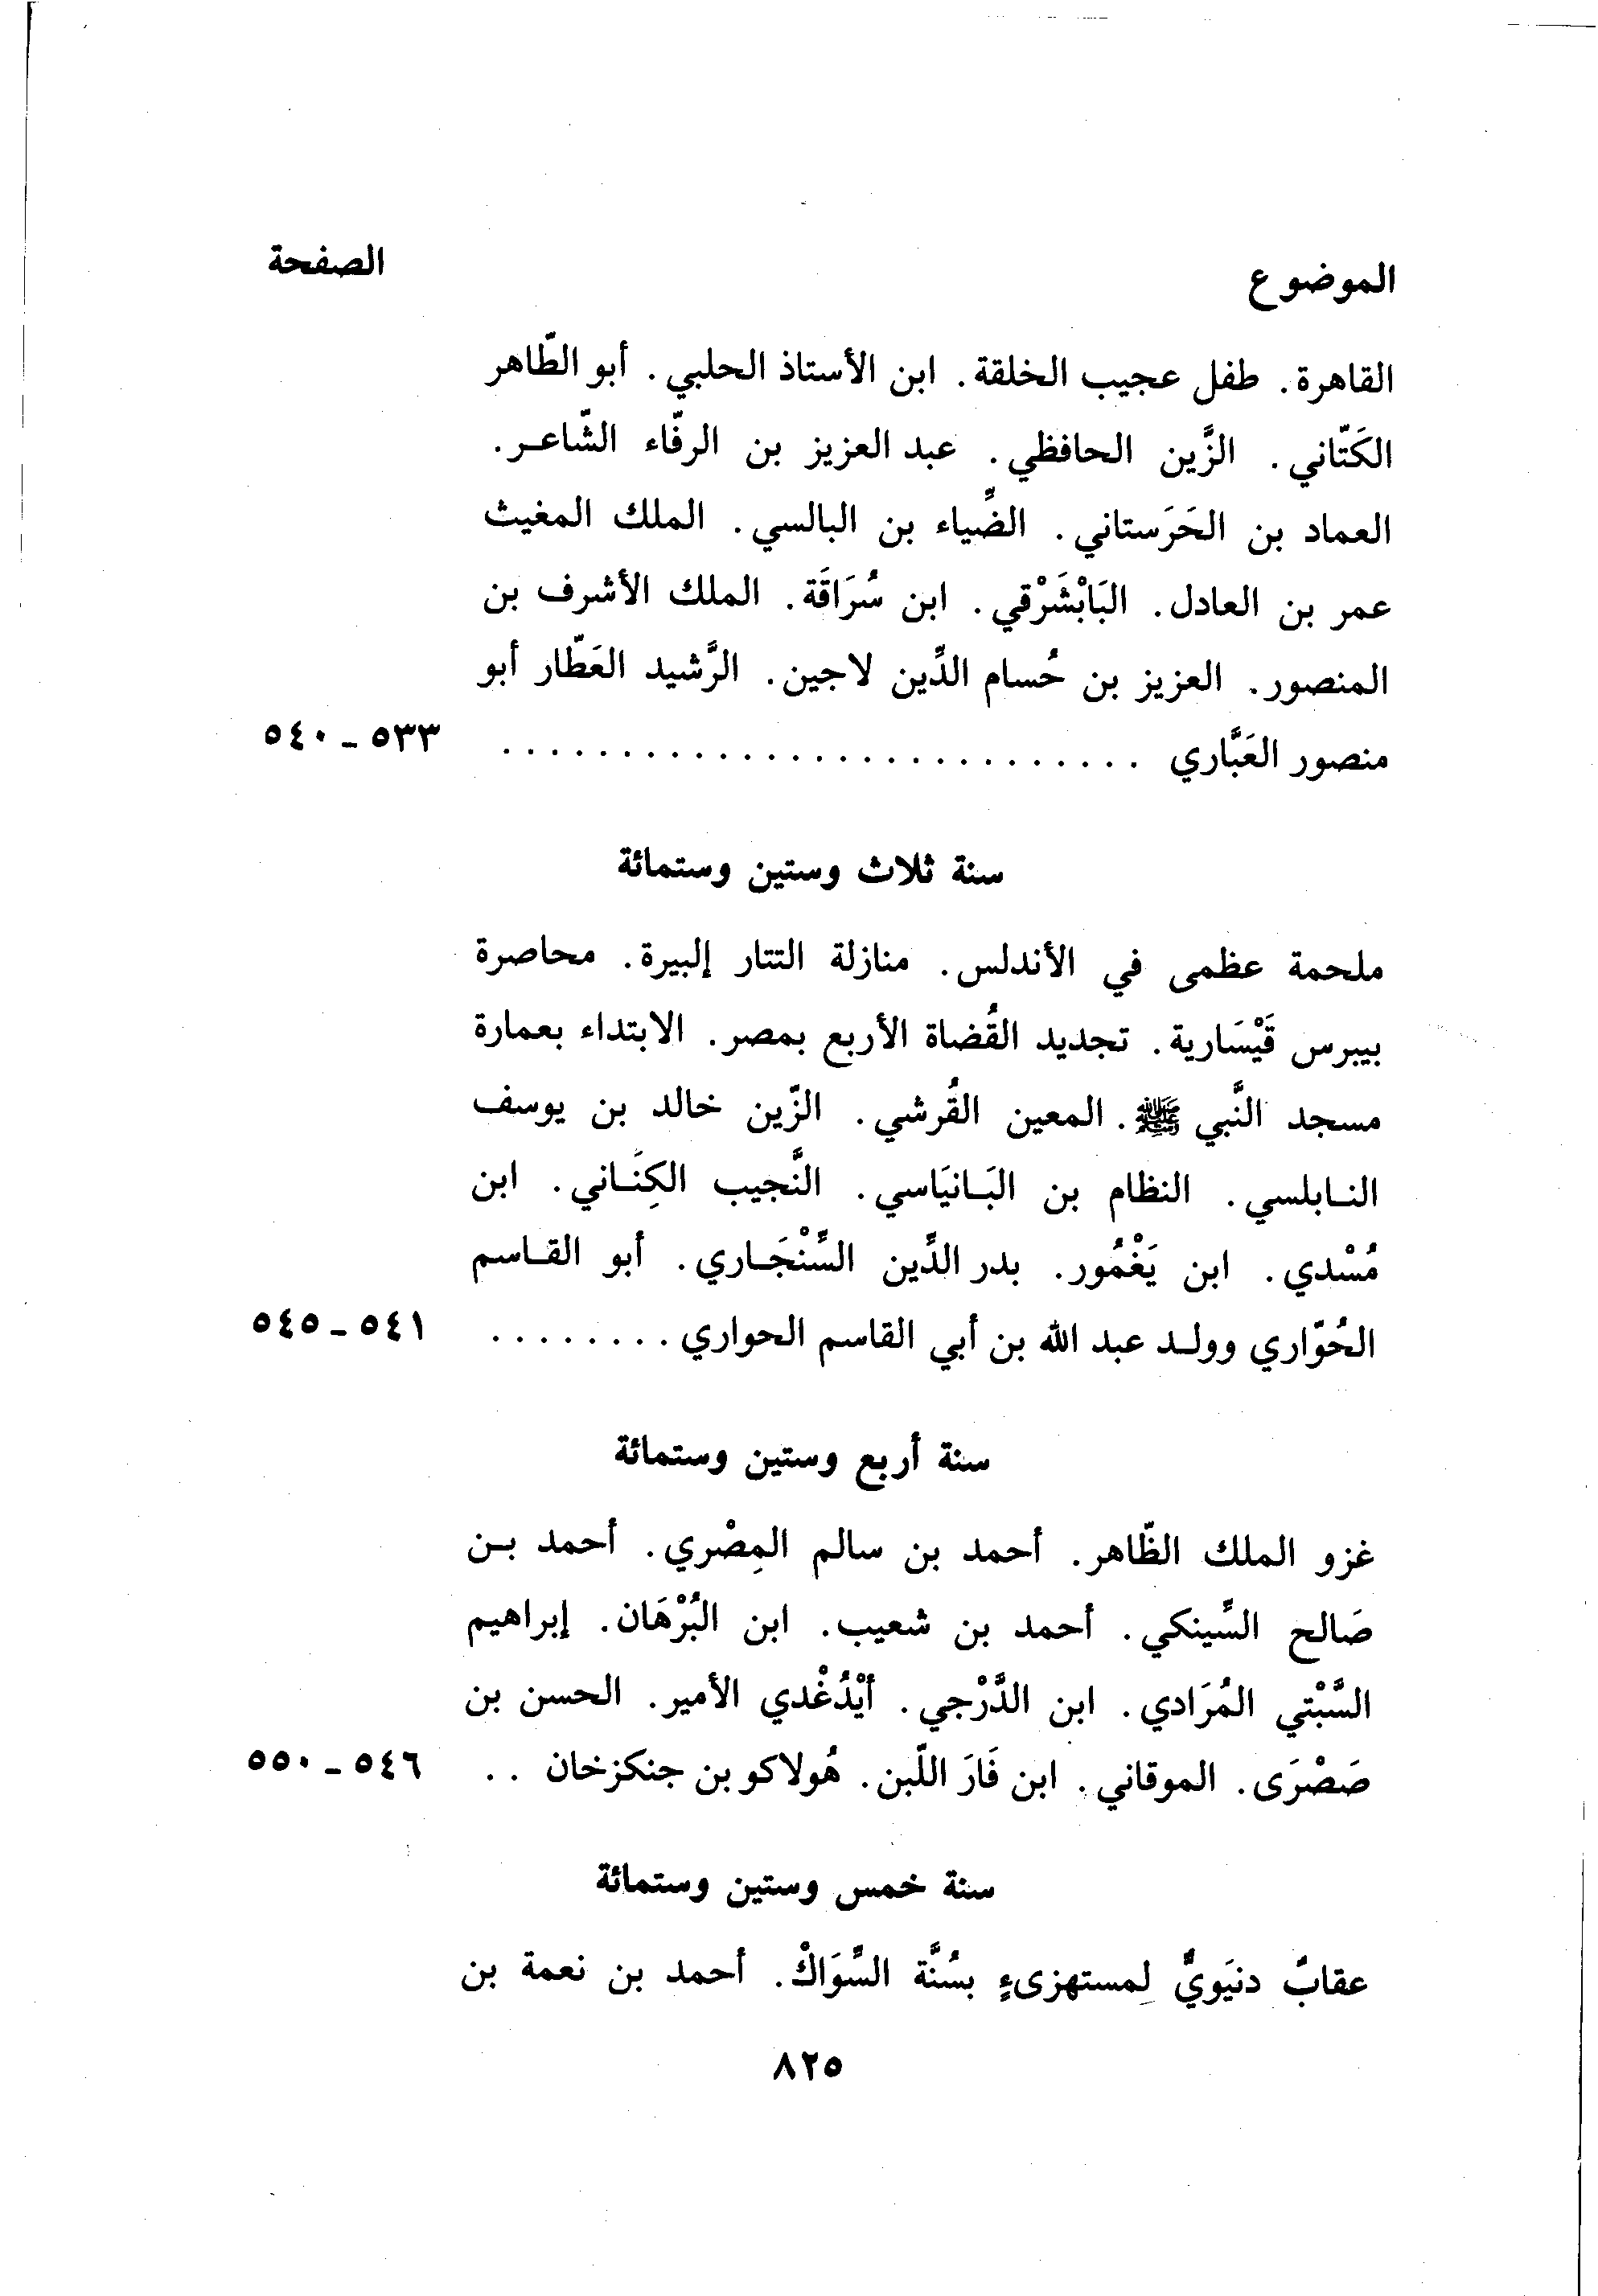 الموضوع الصفحة
القاهرة. طفل عجيب الخلقة. ابن الأستاذ الحلبي. أبو الطّاهر
الكَتّاني. الزَّين الحافظي. عبد العزيز بن الرفّاء الشّاعر.
العماد بن الحَرَستاني. الضِّياء بن البالسي. الملك المغيث
عمر بن العادل. البَابْشَرْقي. ابن سُرَاقَة. الملك الأشرف بن
المنصور. العزيز بن حُسام الدِّين لاجين. الرَّشيد العَطّار أبو
منصور العَبَّاري . . . . . . . . . . . . . . . . . . . . . . . . . . . ٥٣٣ - ٥٤٠
سنة ثلاث وستين وستمائة
ملحمة عظمى في الأندلس. منازلة التتار إلبيرة. محاصرة
بيبرس قَيْسَارية. تجديد القُضاة الأربع بمصر. الابتداء بعمارة
مسجد النَّبي ﷺ. المعين القُرشي. الزّين خالد بن يوسف
النابلسي. النظام بن البَانيَاسي. النَّجيب الكِنَاني. ابن
مُسْدي. ابن يَغْمُور. بدر الدِّين السِّنْجَاري. أبو القاسم
الحُوّاري وولد عبد الله بن أبي القاسم الحواري . . . . . . . . ٥٤١ - ٥٤٥
سنة أربع وستين وستمائة
غزو الملك الظّاهر. أحمد بن سالم المِصْري. أحمد بن
صَالح السِّينكي. أحمد بن شعيب. ابن البُرْهَان. إبراهيم
السَّبْتي المُرَادي. ابن الدَّرْجي. أيْدُغْدي الأمير. الحسن بن
صَصْرَى. الموقاني. ابن فَارَ اللّبن. هُولاكو بن جنكزخان . . ٥٤٦ - ٥٥٠
سنة خمس وستين وستمائة
عقابٌ دنيَويٌّ لِمستهزىءٍ بسُنَّة السِّوَاكْ. أحمد بن نعمة بن
٨٢٥